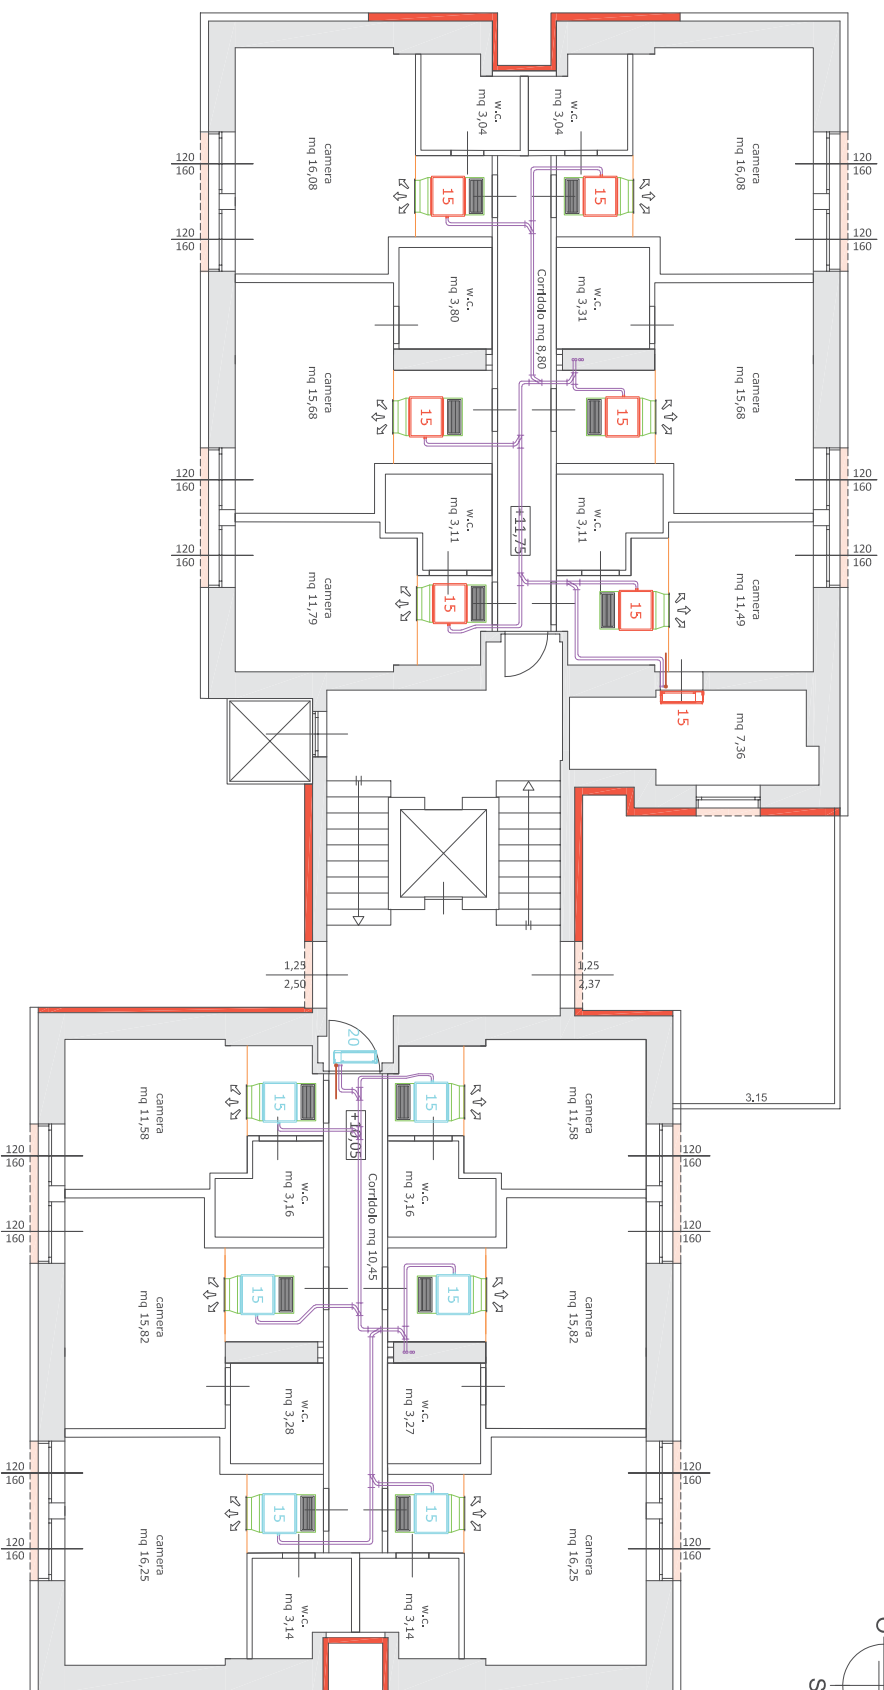 w.c.
mq 3,04
w.c.
mq 3,04
camera
mq 16,08
camera
mq 16,08
120
160
120
160
15
15
120
160
120
160
w.c.
mq 3,80
Corridoio mq 8,80
w.c.
mq 3,31
camera
mq 15,68
camera
mq 15,68
15
15
120
160
120
160
w.c.
mq 3,11
+11,75
w.c.
mq 3,11
120
160
120
160
camera
mq 11,79
15
15
camera
mq 11,49
15
mq 7,36
1,25
2,50
1,25
2,37
20
3.15
camera
mq 11,58
15
15
camera
mq 11,58
+10,05
120
160
120
160
w.c.
mq 3,16
Corridoio mq 10,45
w.c.
mq 3,16
120
160
120
160
camera
mq 15,82
15
15
camera
mq 15,82
w.c.
mq 3,28
w.c.
mq 3,27
120
160
120
160
camera
mq 16,25
15
15
camera
mq 16,25
120
160
120
160
w.c.
mq 3,14
w.c.
mq 3,14
S